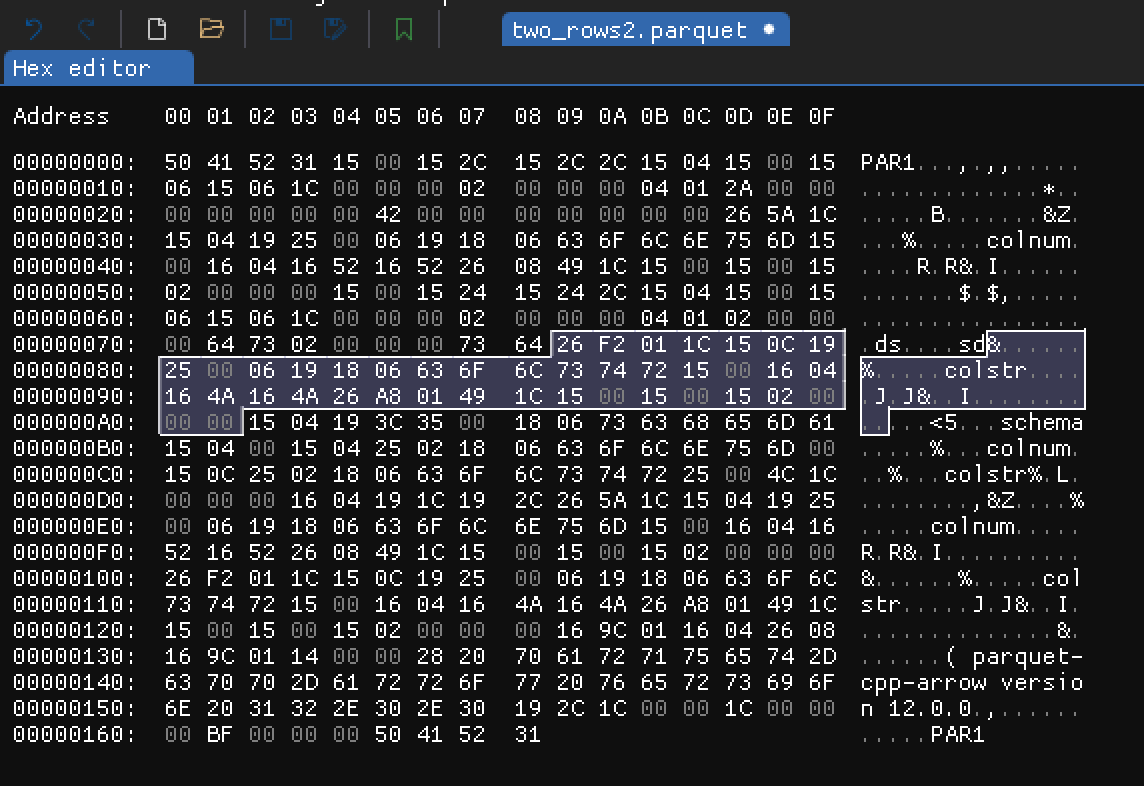 two_rows2.parquet
Hex editor
Address 00 01 02 03 04 05 06 07 08 09 0A 0B 0C 0D 0E 0F
00000000: 50 41 52 31 15 00 15 2C 15 2C 2C 15 04 15 00 15 PAR1...,.,,.....
00000010: 06 15 06 1C 00 00 00 02 00 00 00 04 01 2A 00 00 .............*..
00000020: 00 00 00 00 00 42 00 00 00 00 00 00 00 26 5A 1C .....B.......&Z.
00000030: 15 04 19 25 00 06 19 18 06 63 6F 6C 6E 75 6D 15 ...%.....colnum.
00000040: 00 16 04 16 52 16 52 26 08 49 1C 15 00 15 00 15 ....R.R&.I......
00000050: 02 00 00 00 15 00 15 24 15 24 2C 15 04 15 00 15 .......$.$,.....
00000060: 06 15 06 1C 00 00 00 02 00 00 00 04 01 02 00 00 ................
00000070: 00 64 73 02 00 00 00 73 64 26 F2 01 1C 15 0C 19 .ds....sd&......
00000080: 25 00 06 19 18 06 63 6F 6C 73 74 72 15 00 16 04 %.....colstr....
00000090: 16 4A 16 4A 26 A8 01 49 1C 15 00 15 00 15 02 00 .J.J&..I........
000000A0: 00 00 15 04 19 3C 35 00 18 06 73 63 68 65 6D 61 .....<5...schema
000000B0: 15 04 00 15 04 25 02 18 06 63 6F 6C 6E 75 6D 00 .....%...colnum.
000000C0: 15 0C 25 02 18 06 63 6F 6C 73 74 72 25 00 4C 1C ..%...colstr%.L.
000000D0: 00 00 00 16 04 19 1C 19 2C 26 5A 1C 15 04 19 25 ........,&Z....%
000000E0: 00 06 19 18 06 63 6F 6C 6E 75 6D 15 00 16 04 16 .....colnum.....
000000F0: 52 16 52 26 08 49 1C 15 00 15 00 15 02 00 00 00 R.R&.I..........
00000100: 26 F2 01 1C 15 0C 19 25 00 06 19 18 06 63 6F 6C &......%.....col
00000110: 73 74 72 15 00 16 04 16 4A 16 4A 26 A8 01 49 1C str.....J.J&..I.
00000120: 15 00 15 00 15 02 00 00 00 16 9C 01 16 04 26 08 ..............&.
00000130: 16 9C 01 14 00 00 28 20 70 61 72 71 75 65 74 2D ......( parquet-
00000140: 63 70 70 2D 61 72 72 6F 77 20 76 65 72 73 69 6F cpp-arrow versio
00000150: 6E 20 31 32 2E 30 2E 30 19 2C 1C 00 00 1C 00 00 n 12.0.0.,......
00000160: 00 BF 00 00 00 50 41 52 31 .....PAR1